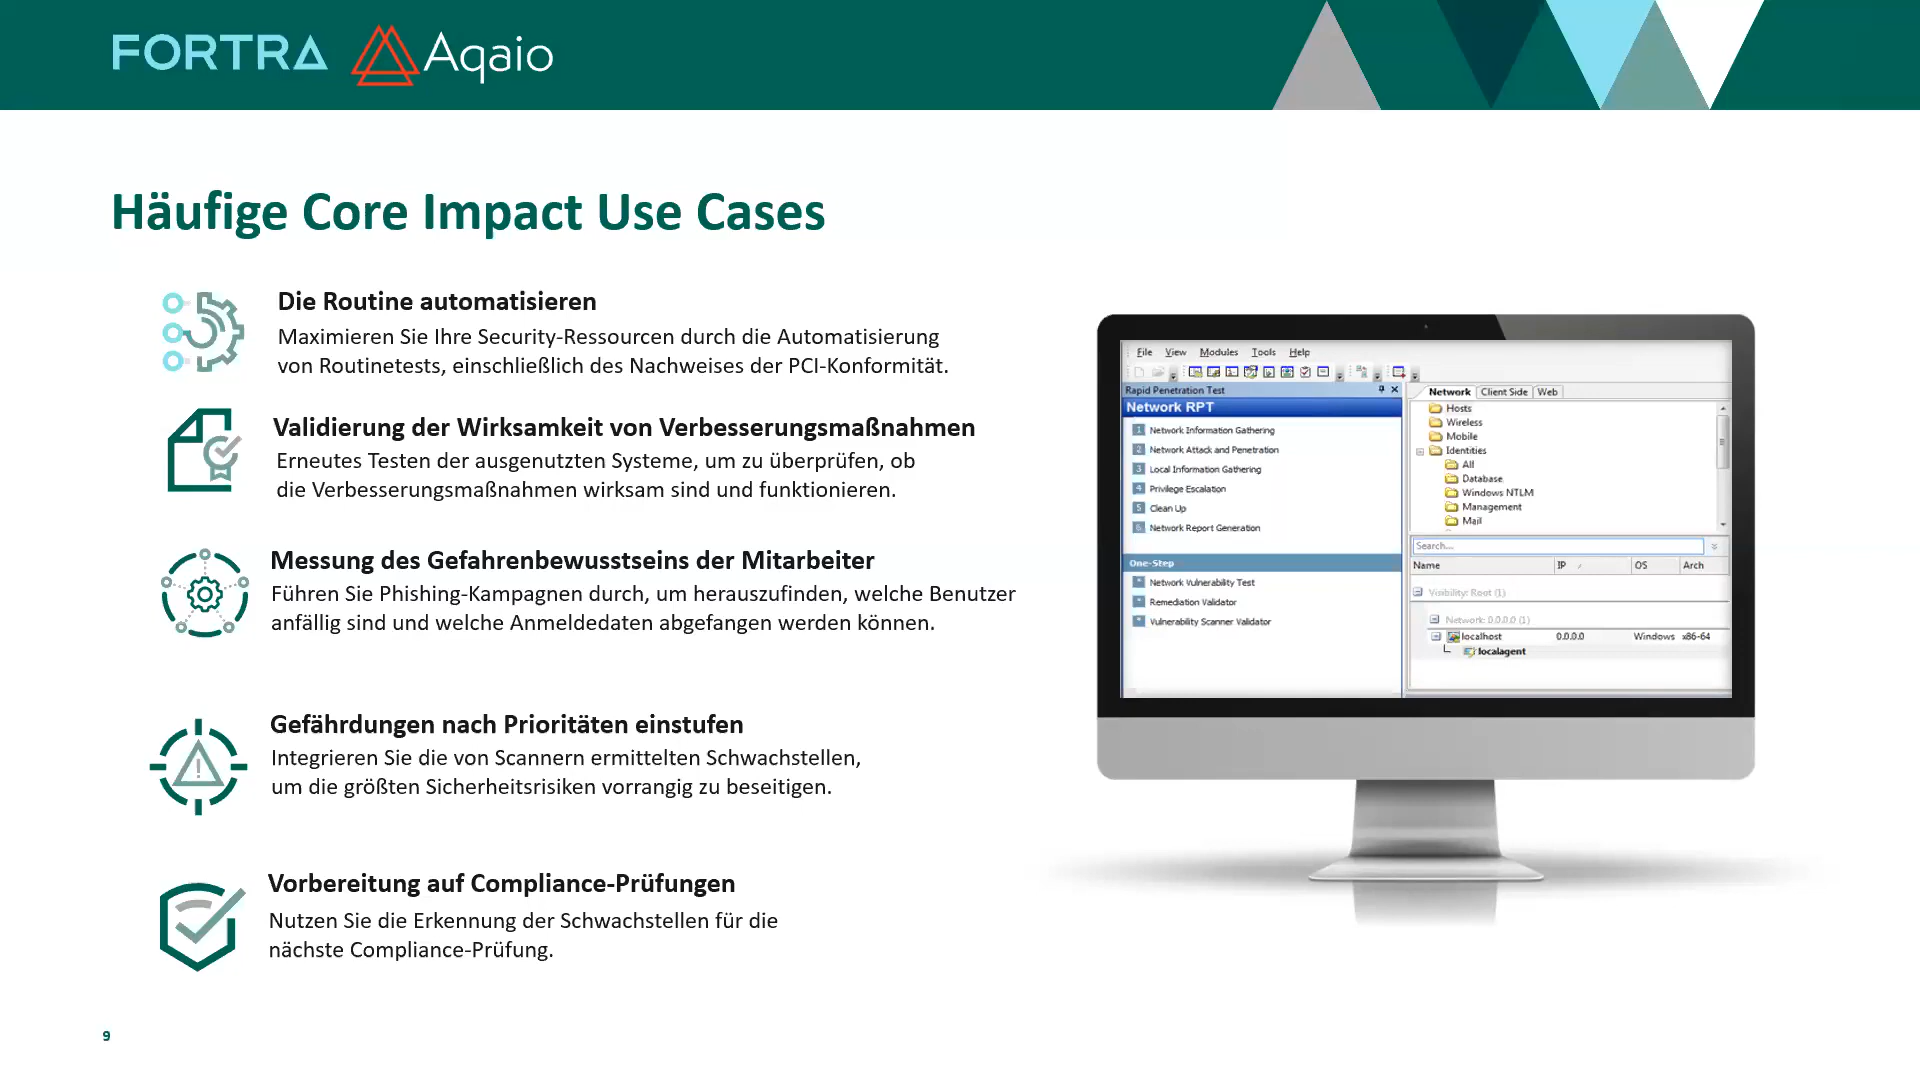 FORTRA Aqaio
Häufige Core Impact Use Cases
Die Routine automatisieren
Maximieren Sie Ihre Security-Ressourcen durch die Automatisierung
von Routinetests, einschließlich des Nachweises der PCI-Konformität.
Validierung der Wirksamkeit von Verbesserungsmaßnahmen
Erneutes Testen der ausgenutzten Systeme, um zu überprüfen, ob
die Verbesserungsmaßnahmen wirksam sind und funktionieren.
Messung des Gefahrenbewusstseins der Mitarbeiter
Führen Sie Phishing-Kampagnen durch, um herauszufinden, welche Benutzer
anfällig sind und welche Anmeldedaten abgefangen werden können.
Gefährdungen nach Prioritäten einstufen
Integrieren Sie die von Scannern ermittelten Schwachstellen,
um die größten Sicherheitsrisiken vorrangig zu beseitigen.
Vorbereitung auf Compliance-Prüfungen
Nutzen Sie die Erkennung der Schwachstellen für die
nächste Compliance-Prüfung.
File View Modules Tools Help
Rapid Penetration Test
Network RPT
1 Network Information Gathering
2 Network Attack and Penetration
3 Local Information Gathering
4 Privilege Escalation
5 Clean Up
6 Network Report Generation
One-Step
* Network Vulnerability Test
* Remediation Validator
* Vulnerability Scanner Validator
Network Client Side Web
Hosts
Wireless
Mobile
Identities
All
Database
Windows NTLM
Management
Mail
Search...
Name IP OS Arch
Visibility: Root (1)
Network: 0.0.0.0 (1)
localhost 0.0.0.0 Windows x86-64
localagent
9